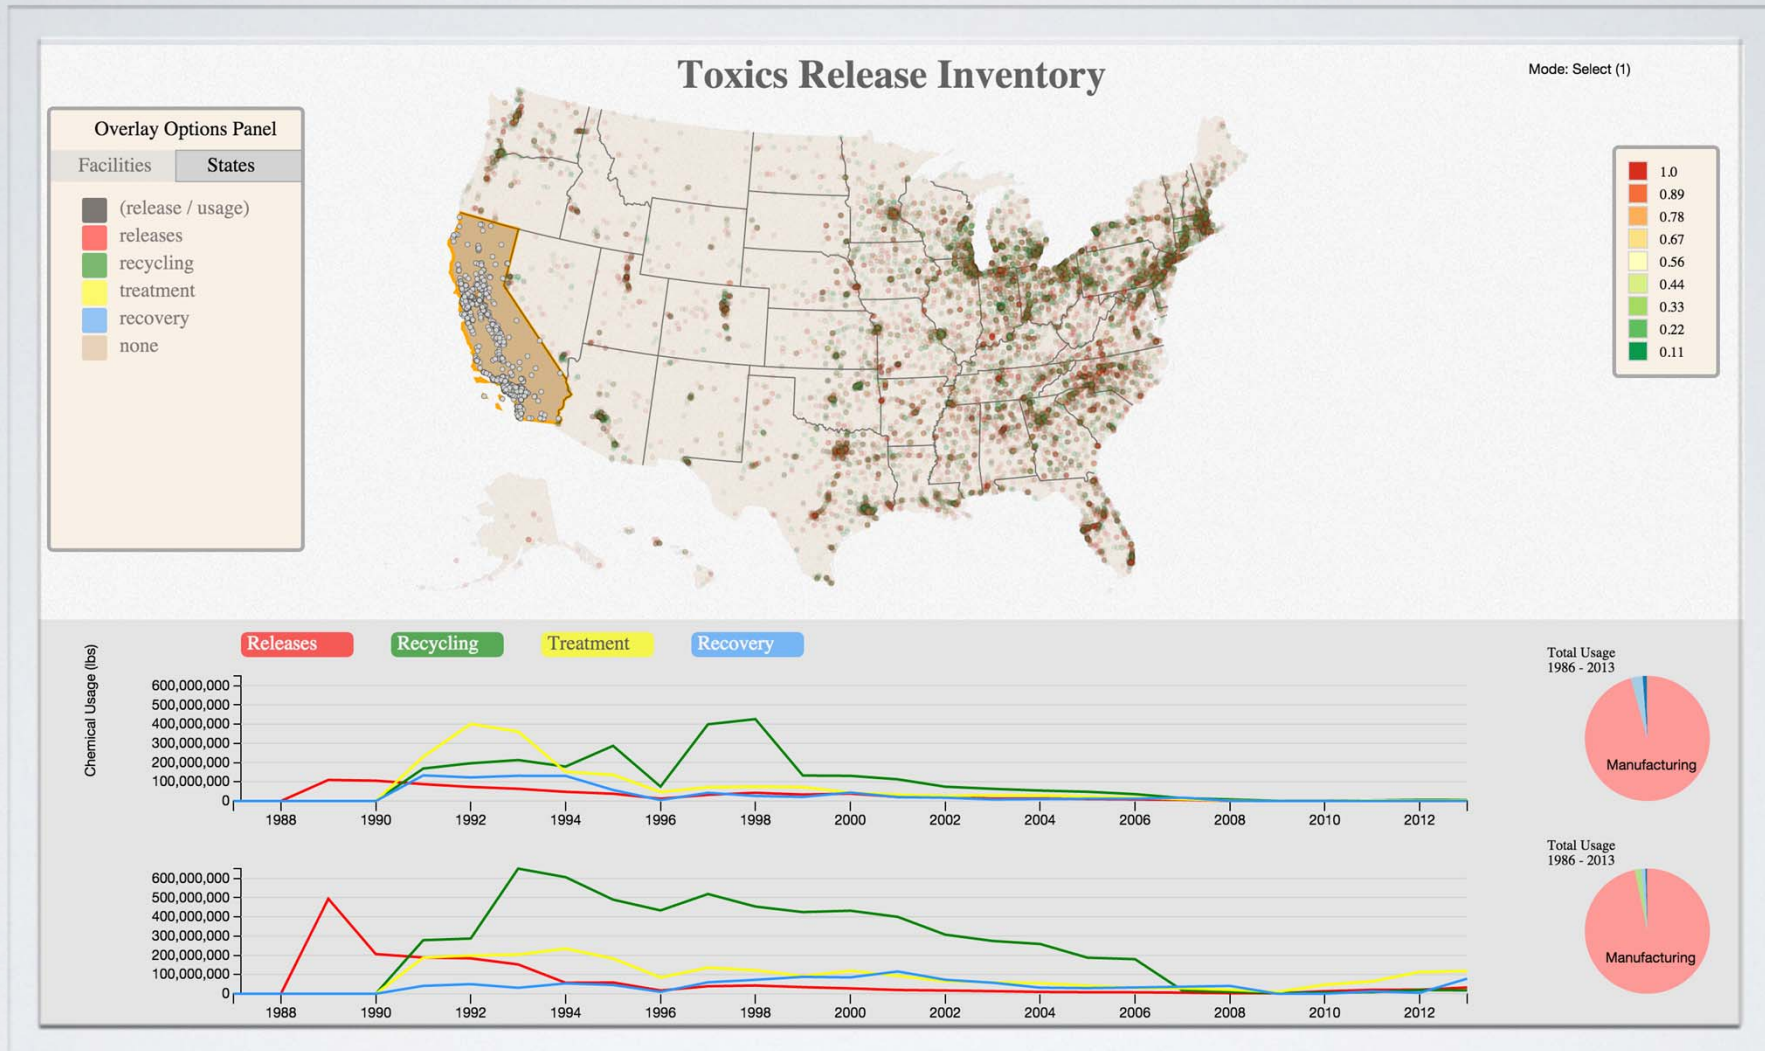 Toxics Release Inventory
Mode: Select (1)
Overlay Options Panel
Facilities
States
(release / usage)
releases
recycling
treatment
recovery
none
1.0
0.89
0.78
0.67
0.56
0.44
0.33
0.22
0.11
Releases
Recycling
Treatment
Recovery
Chemical Usage (lbs)
600,000,000
500,000,000
400,000,000
300,000,000
200,000,000
100,000,000
0
1988 1990 1992 1994 1996 1998 2000 2002 2004 2006 2008 2010 2012
Total Usage
1986 - 2013
Manufacturing
600,000,000
500,000,000
400,000,000
300,000,000
200,000,000
100,000,000
0
1988 1990 1992 1994 1996 1998 2000 2002 2004 2006 2008 2010 2012
Total Usage
1986 - 2013
Manufacturing